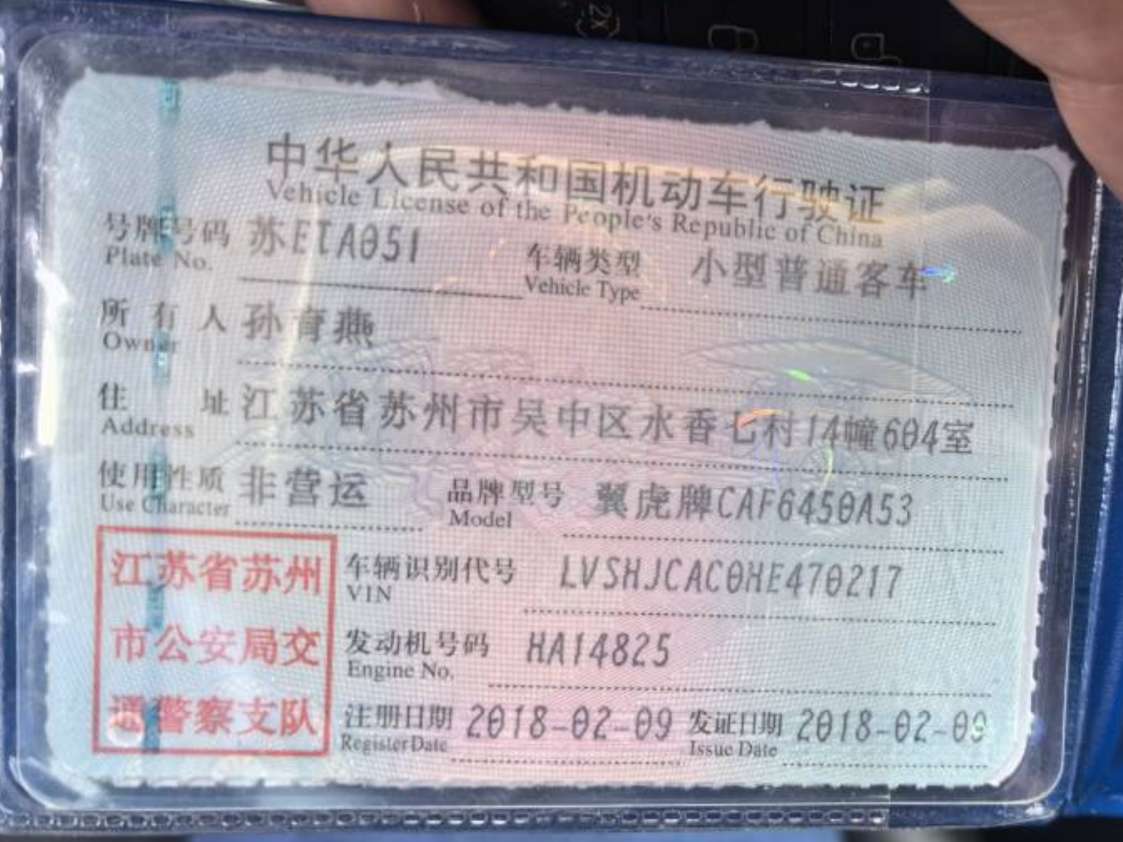 中华人民共和国机动车行驶证
Vehicle License of the People's Republic of China
号牌号码 苏EIA051 车辆类型 小型普通客车
Plate No. Vehicle Type
所有人 孙育燕
Owner
住址 江苏省苏州市吴中区水香七村14幢604室
Address
使用性质 非营运 品牌型号 翼虎牌CAF6450A53
Use Character Model
江苏省苏州 车辆识别代号 LVSHJCAC0HE470217
VIN
市公安局交 发动机号码 HA14825
Engine No.
通警察支队 注册日期 2018-02-09 发证日期 2018-02-09
Register Date Issue Date